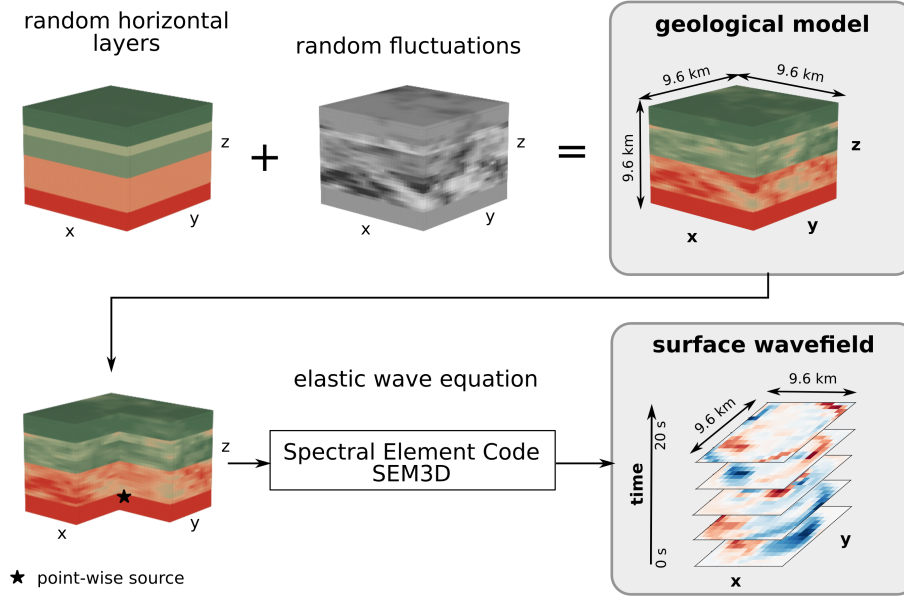 random horizontal
layers
random fluctuations
geological model
9.6 km
9.6 km
9.6 km
z
+
z
=
z
x
y
x
y
x
y
elastic wave equation
surface wavefield
9.6 km
9.6 km
20 s
time
0 s
z
Spectral Element Code
SEM3D
x
y
y
x
★ point-wise source